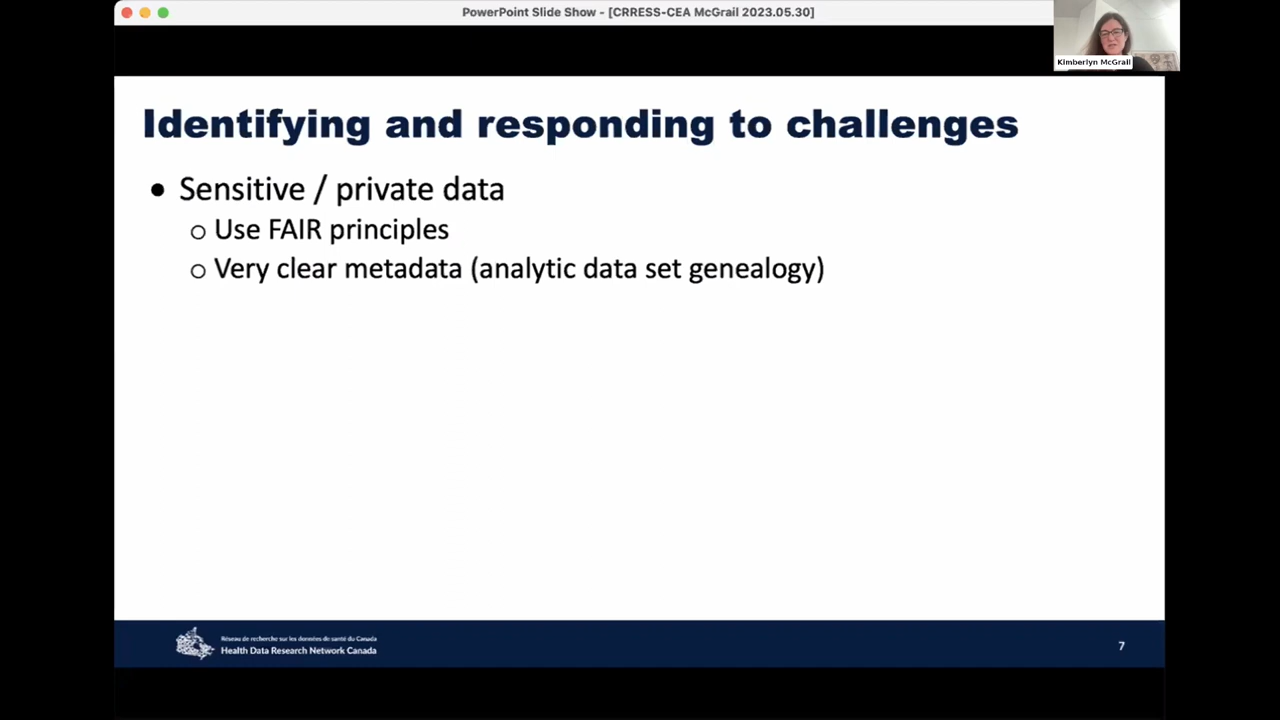 PowerPoint Slide Show - [CRRESS-CEA McGrail 2023.05.30]
Kimberlyn McGrail
Identifying and responding to challenges
• Sensitive / private data
o Use FAIR principles
o Very clear metadata (analytic data set genealogy)
Réseau de recherche sur les données de santé du Canada
Health Data Research Network Canada
7